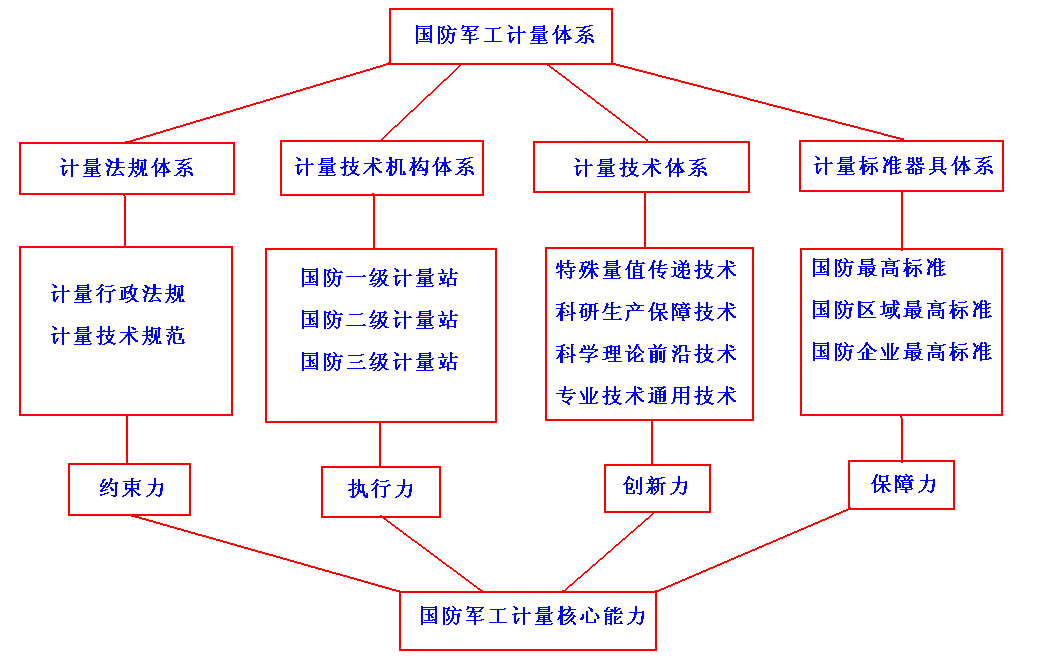 国防军工计量体系
计量法规体系
计量技术机构体系
计量技术体系
计量标准器具体系
计量行政法规
计量技术规范
国防一级计量站
国防二级计量站
国防三级计量站
特殊量值传递技术
科研生产保障技术
科学理论前沿技术
专业技术通用技术
国防最高标准
国防区域最高标准
国防企业最高标准
约束力
执行力
创新力
保障力
国防军工计量核心能力